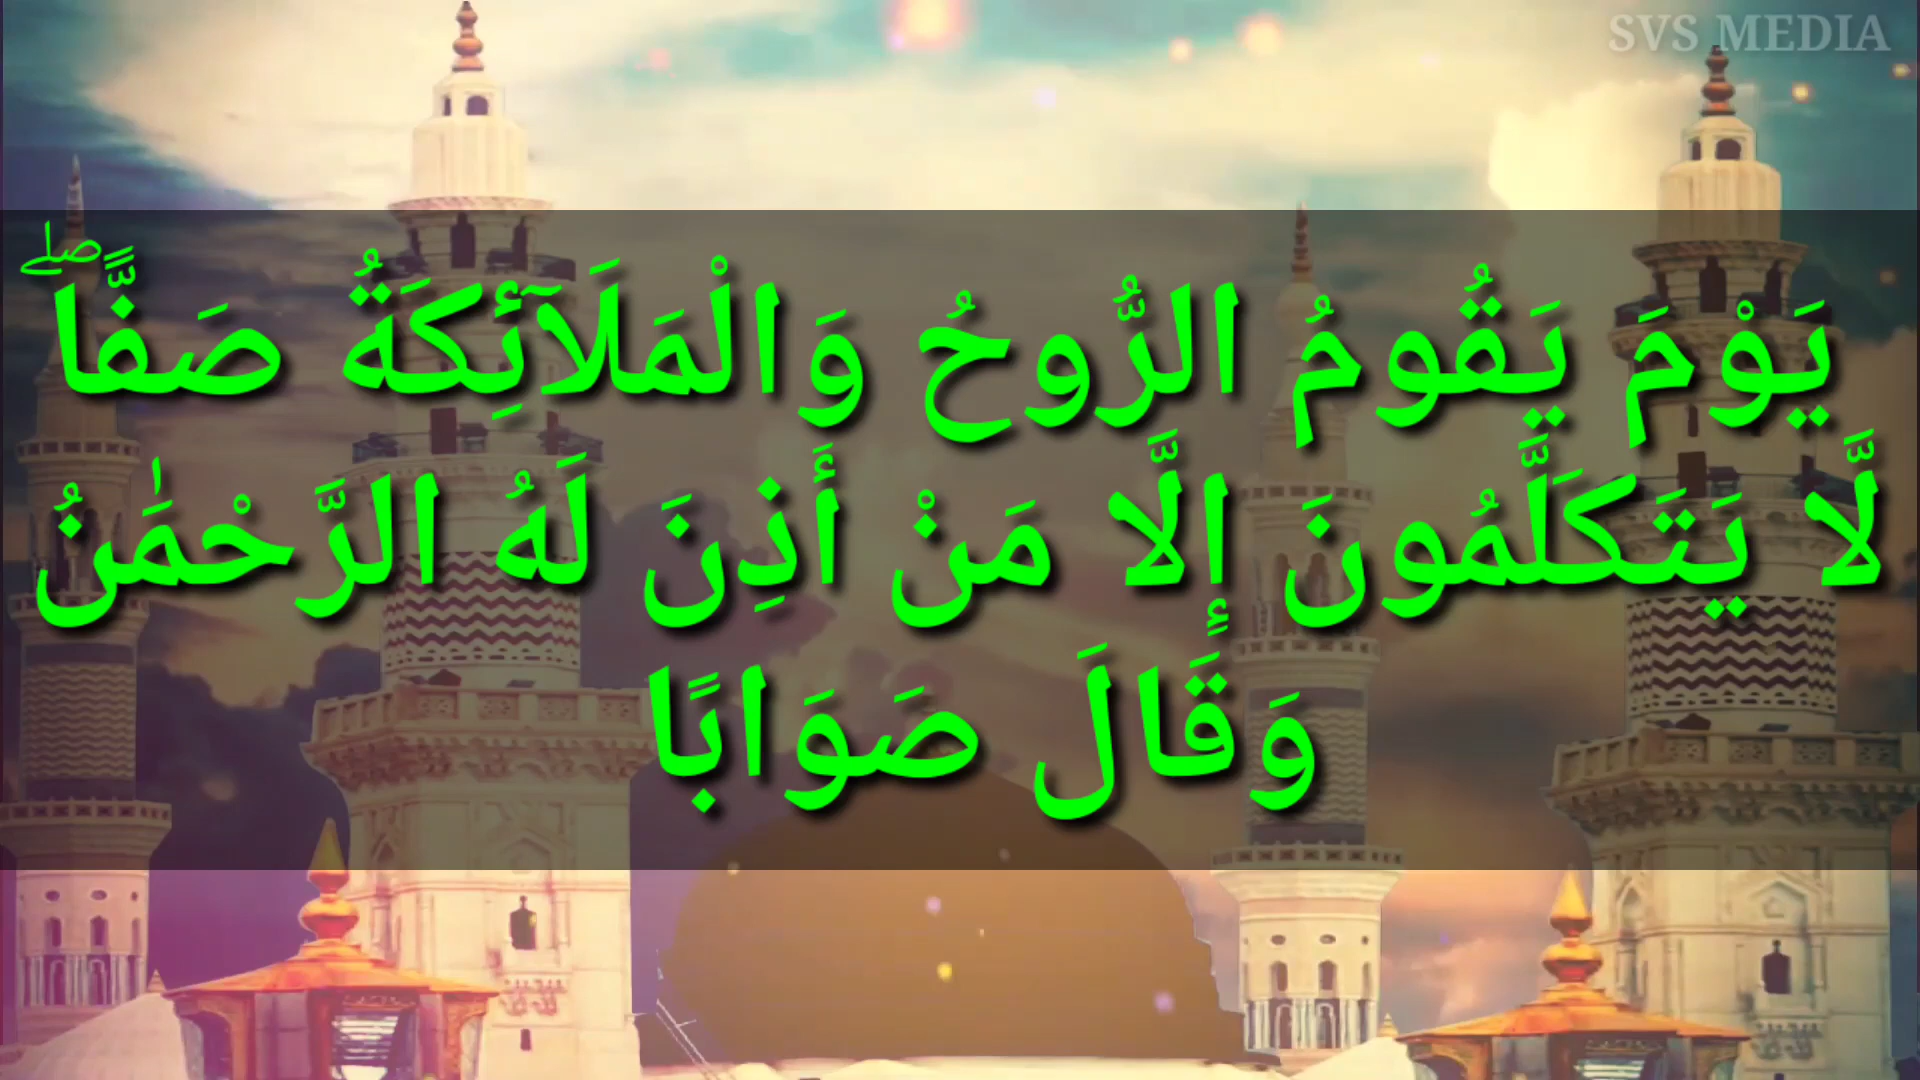 SVS MEDIA
يَوْمَ يَقُومُ الرُّوحُ وَالْمَلَآئِكَةُ صَفًّاۖ
لَّا يَتَكَلَّمُونَ إِلَّا مَنْ أَذِنَ لَهُ الرَّحْمَٰنُ
وَقَالَ صَوَابًا